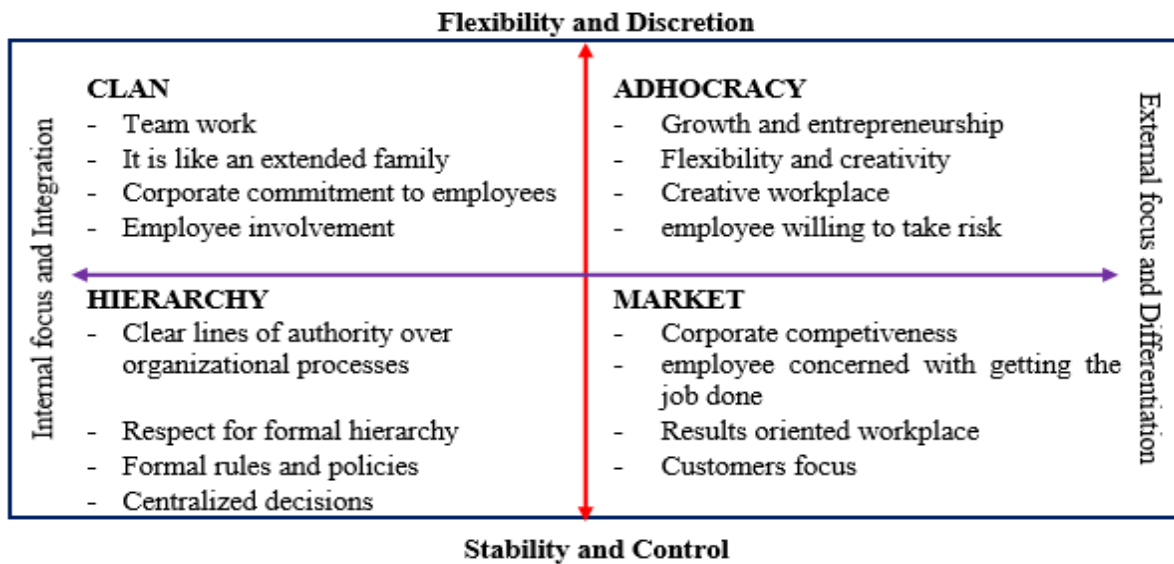 Flexibility and Discretion
Internal focus and Integration
CLAN
- Team work
- It is like an extended family
- Corporate commitment to employees
- Employee involvement
ADHOCRACY
- Growth and entrepreneurship
- Flexibility and creativity
- Creative workplace
- employee willing to take risk
HIERARCHY
- Clear lines of authority over
organizational processes
- Respect for formal hierarchy
- Formal rules and policies
- Centralized decisions
MARKET
- Corporate competiveness
- employee concerned with getting the
job done
- Results oriented workplace
- Customers focus
External focus and Differentiation
Stability and Control